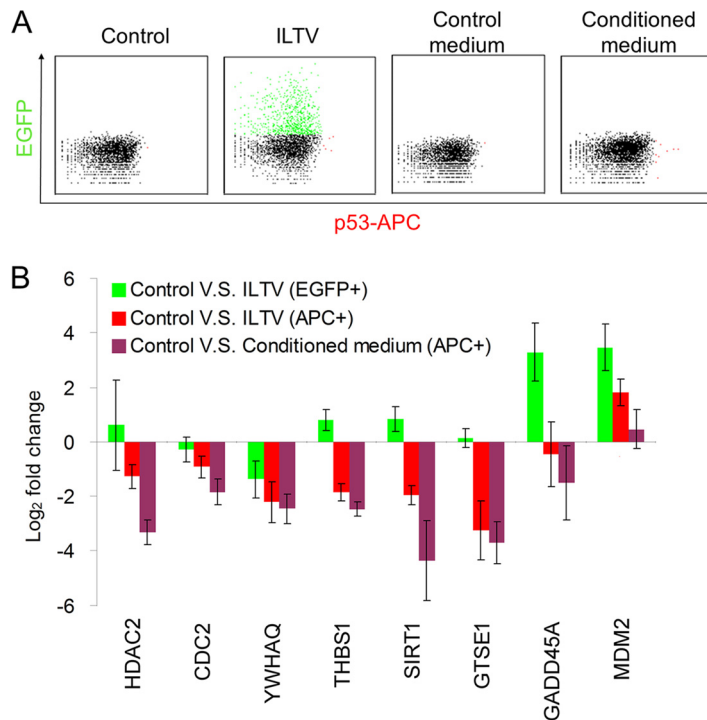 A
Control
ILTV
Control
medium
Conditioned
medium
EGFP
p53-APC
B
Control V.S. ILTV (EGFP+)
Control V.S. ILTV (APC+)
Control V.S. Conditioned medium (APC+)
Log2 fold change
6
4
2
0
-2
-4
-6
HDAC2
CDC2
YWHAQ
THBS1
SIRT1
GTSE1
GADD45A
MDM2